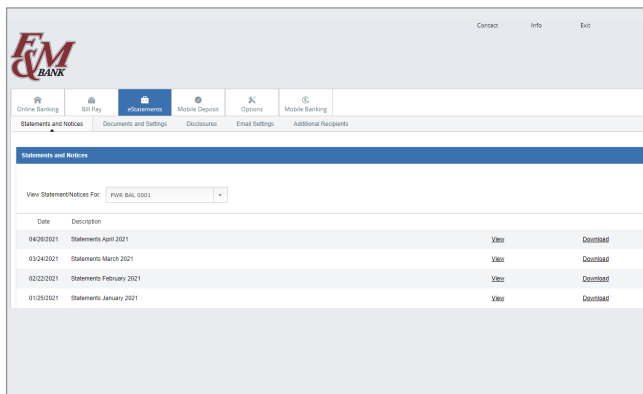 Contact Info Exit
F&M
BANK
Online Banking Bill Pay eStatements Mobile Deposit Options Mobile Banking
Statements and Notices Documents and Settings Disclosures Email Settings Additional Recipients
Statements and Notices
View Statement/Notices For: PWR BAL 0001
Date Description
04/26/2021 Statements April 2021 View Download
03/24/2021 Statements March 2021 View Download
02/22/2021 Statements February 2021 View Download
01/25/2021 Statements January 2021 View Download